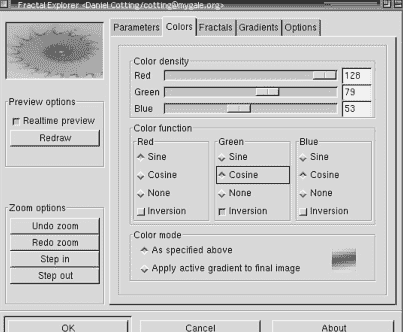 Fractal Explorer <Daniel Cotting/cotting@mygale.org>
Parameters Colors Fractals Gradients Options
Color density
Red 128
Green 79
Blue 53
Preview options
Realtime preview
Redraw
Color function
Red Green Blue
Sine Sine Sine
Cosine Cosine Cosine
None None None
Inversion Inversion Inversion
Zoom options
Undo zoom
Redo zoom
Step in
Step out
Color mode
As specified above
Apply active gradient to final image
OK Cancel About